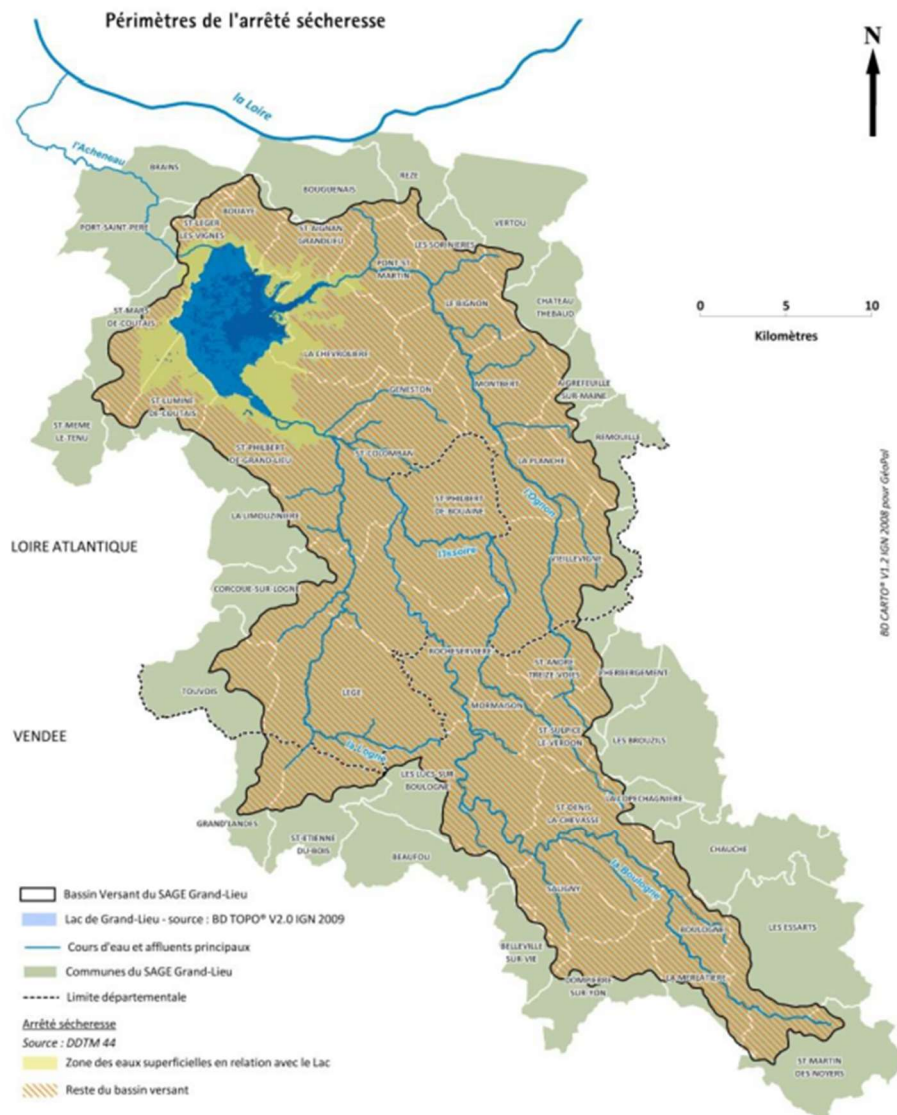 Périmètres de l'arrêté sécheresse
N
la Loire
l'Acheneau
BRAINS
REZE
BOUGUENAIS
BOUAYE
PORT-SAINT-PERE
ST-LEGER
LES VIGNES
ST-AIGNAN
GRANDLIEU
VERTOU
LES SORINIERES
PONT-ST
MARTIN
LE BIGNON
CHATEAU
THEBAUD
0
5
10
Kilomètres
ST-MARS
DE-COUTAIS
LA CHEVROLIERE
GENESTON
MONTBERT
AIGREFEUILLE
SUR-MAINE
ST-LUMINE
DE-COUTAIS
ST-MEME
LE-TENU
REMOUILLE
ST-PHILBERT
DE-GRAND-LIEU
ST-COLOMBAN
LA PLANCHE
ST-PHILBERT
DE-BOUAINE
l'Ognon
LA LIMOUZINIERE
LOIRE ATLANTIQUE
l'Issoire
VIEILLEVIGNE
CORCOUE-SUR-LOGNE
BD CARTO® V1.2 IGN 2008 pour GéoPal
ROCHESERVIERE
ST-ANDRE
TREIZE-VOIES
L'HERBERGEMENT
TOUVOIS
LEGE
MORMAISON
VENDEE
ST-SULPICE
LE-VERDON
LES BROUZILS
la Logne
LES LUCS-SUR
BOULOGNE
LA COPECHAGNIERE
ST-DENIS
LA-CHEVASSE
GRAND'LANDES
ST-ETIENNE
DU-BOIS
BEAUFOU
CHAUCHE
la Boulogne
SALIGNY
BOULOGNE
LES ESSARTS
BELLEVILLE
SUR-VIE
DOMPIERRE
SUR-YON
LA MERLATIERE
ST-MARTIN
DES-NOYERS
Bassin Versant du SAGE Grand-Lieu
Lac de Grand-Lieu - source : BD TOPO® V2.0 IGN 2009
Cours d'eau et affluents principaux
Communes du SAGE Grand-Lieu
Limite départementale
Arrêté sécheresse
Source : DDTM 44
Zone des eaux superficielles en relation avec le Lac
Reste du bassin versant